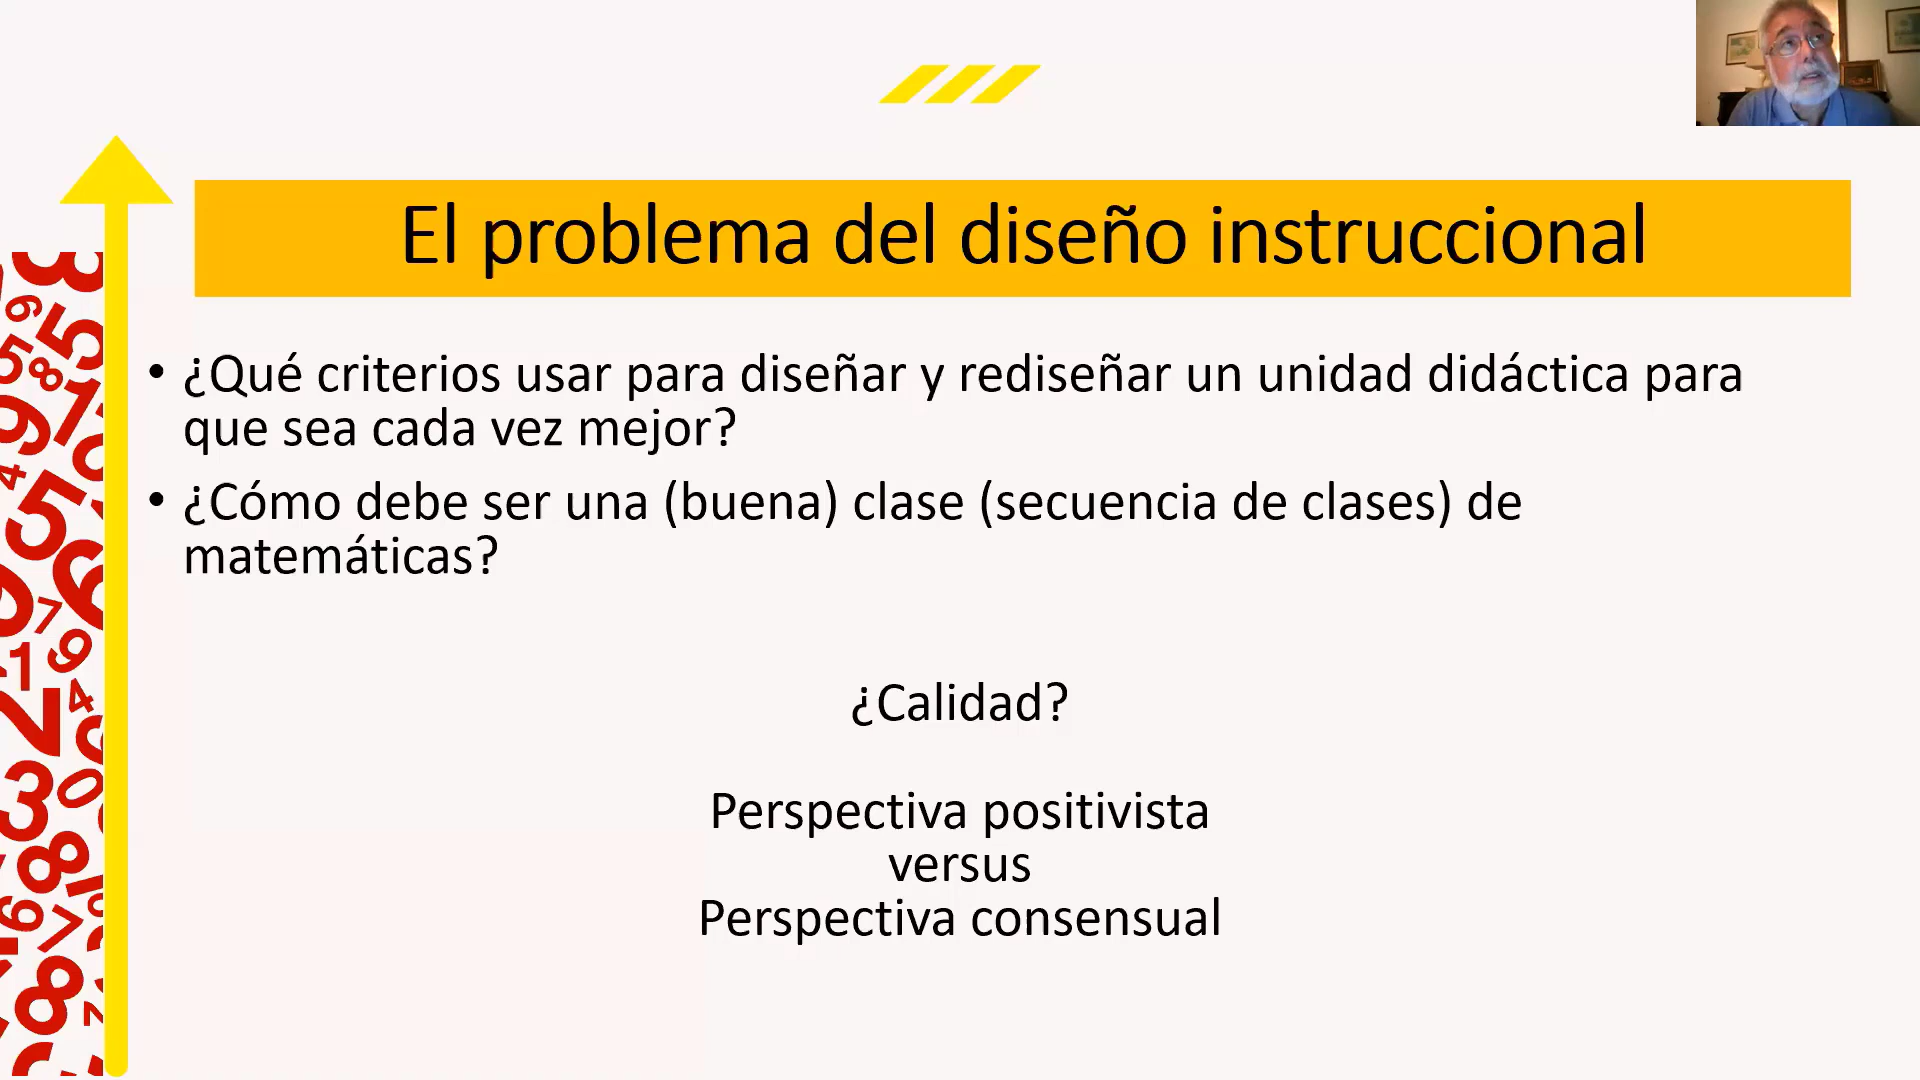 El problema del diseño instruccional
• ¿Qué criterios usar para diseñar y rediseñar un unidad didáctica para
que sea cada vez mejor?
• ¿Cómo debe ser una (buena) clase (secuencia de clases) de
matemáticas?
¿Calidad?
Perspectiva positivista
versus
Perspectiva consensual